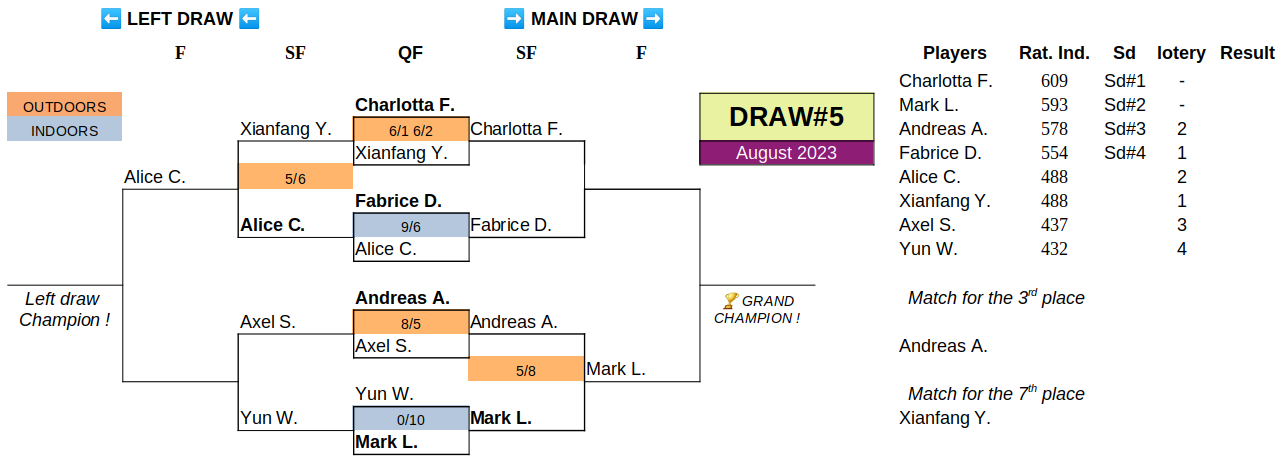 ⬅ LEFT DRAW ⬅ ➡ MAIN DRAW ➡
F SF QF SF F Players Rat. Ind. Sd lotery Result
Charlotta F. 609 Sd#1 -
OUTDOORS Charlotta F. Mark L. 593 Sd#2 -
INDOORS Xianfang Y. 6/1 6/2 Charlotta F. DRAW#5 Andreas A. 578 Sd#3 2
Xianfang Y. August 2023 Fabrice D. 554 Sd#4 1
Alice C. 5/6 Alice C. 488 2
Fabrice D. Xianfang Y. 488 1
Alice C. 9/6 Fabrice D. Axel S. 437 3
Alice C. Yun W. 432 4
Left draw Andreas A. 🏆 GRAND Match for the 3rd place
Champion ! CHAMPION !
Axel S. 8/5 Andreas A.
Axel S. Andreas A.
5/8 Mark L.
Yun W. Match for the 7th place
Yun W. 0/10 Mark L. Xianfang Y.
Mark L.